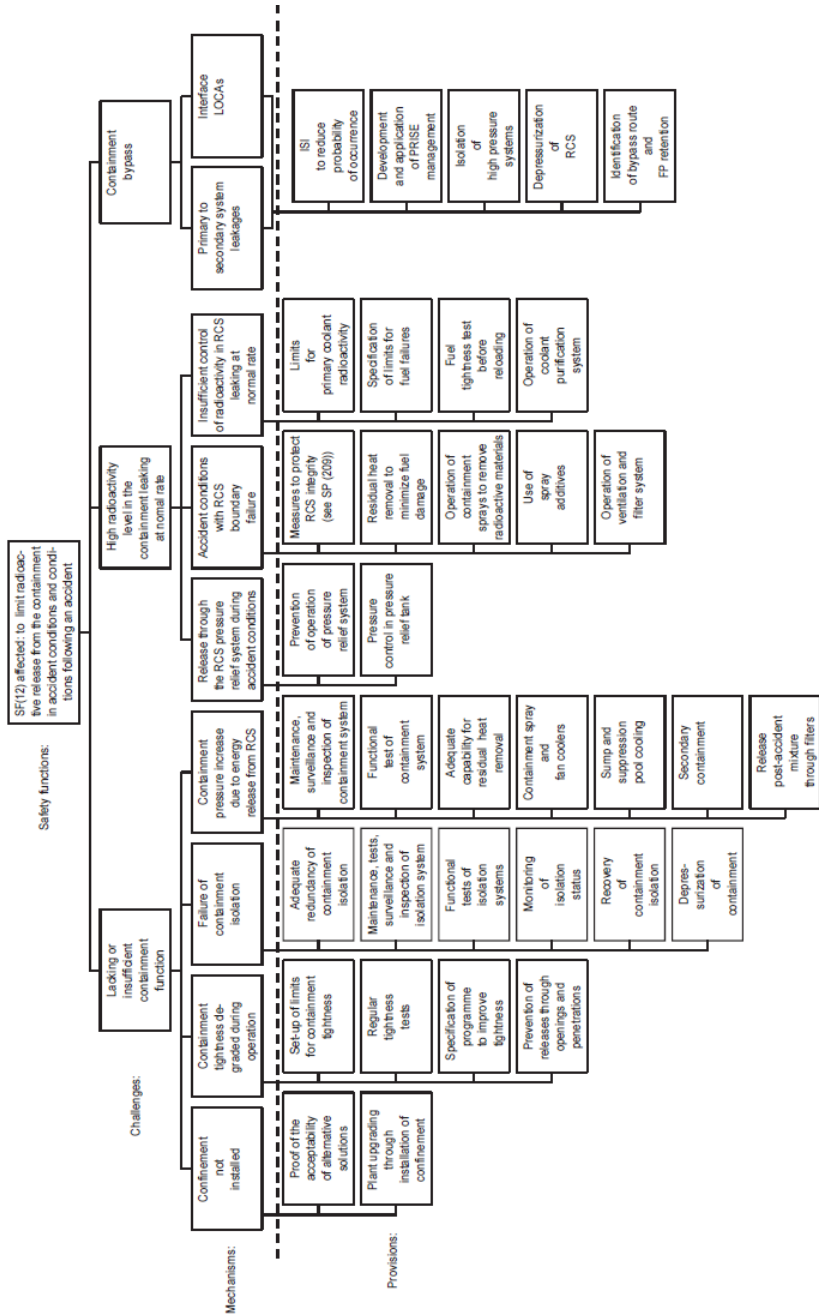 Safety functions:
SF(12) affected: to limit radioac-
tive release from the containment
in accident conditions and condi-
tions following an accident
Challenges:
Lacking or
insufficient
containment
function
High radioactivity
level in the
containment leaking
at nomal rate
Containment
bypass
Mechanisms:
Confinement
not
installed
Containment
tightness de-
graded during
operation
Failure of
containment
isolation
Containment
pressure increase
due to energy
release from RCS
Release through
the RCS pressure
relief system during
accident conditions
Accident conditions
with RCS
boundary
failure
Insufficient control
of radioactivity in RCS
leaking at
normal rate
Primary to
secondary system
leakages
Interface
LOCAs
Provisions:
Proof of the
acceptability
of alternative
solutions
Plant upgrading
through
installation of
confinement
Set-up of limits
for containment
tightness
Regular
tightness
tests
Specification of
programme
to improve
tightness
Prevention of
releases through
openings and
penetrations
Adequate
redundancy of
containment
isolation
Maintenance, tests,
surveillance and
inspection of
isolation system
Functional
tests of
isolation
systems
Monitoring
of
isolation
status
Recovery
of
containment
isolation
Depres-
surization
of
containment
Maintenance,
surveillance and
inspection of
containment system
Functional
test of
containment
system
Adequate
capability for
residual heat
removal
Containment spray
and
fan coolers
Sump and
suppression
pool cooling
Secondary
containment
Release
post-accident
mixture
through filters
Prevention
of operation
of pressure
relief system
Pressure
control in pressure
relief tank
Measures to protect
RCS integrity
(see SP (209))
Residual heat
removal to
minimize fuel
damage
Operation of
containment
sprays to remove
radioactive materials
Use of
spray
additives
Operation of
ventilation and
filter system
Limits
for
primary coolant
radioactivity
Specification
of limits for
fuel failures
Fuel
tightness test
before
reloading
Operation of
coolant
purification
system
ISI
to reduce
probability
of occurrence
Development
and application
of PRISE
management
Isolation
of
high pressure
systems
Depressurization
of
RCS
Identification
of bypass route
and
FP retention